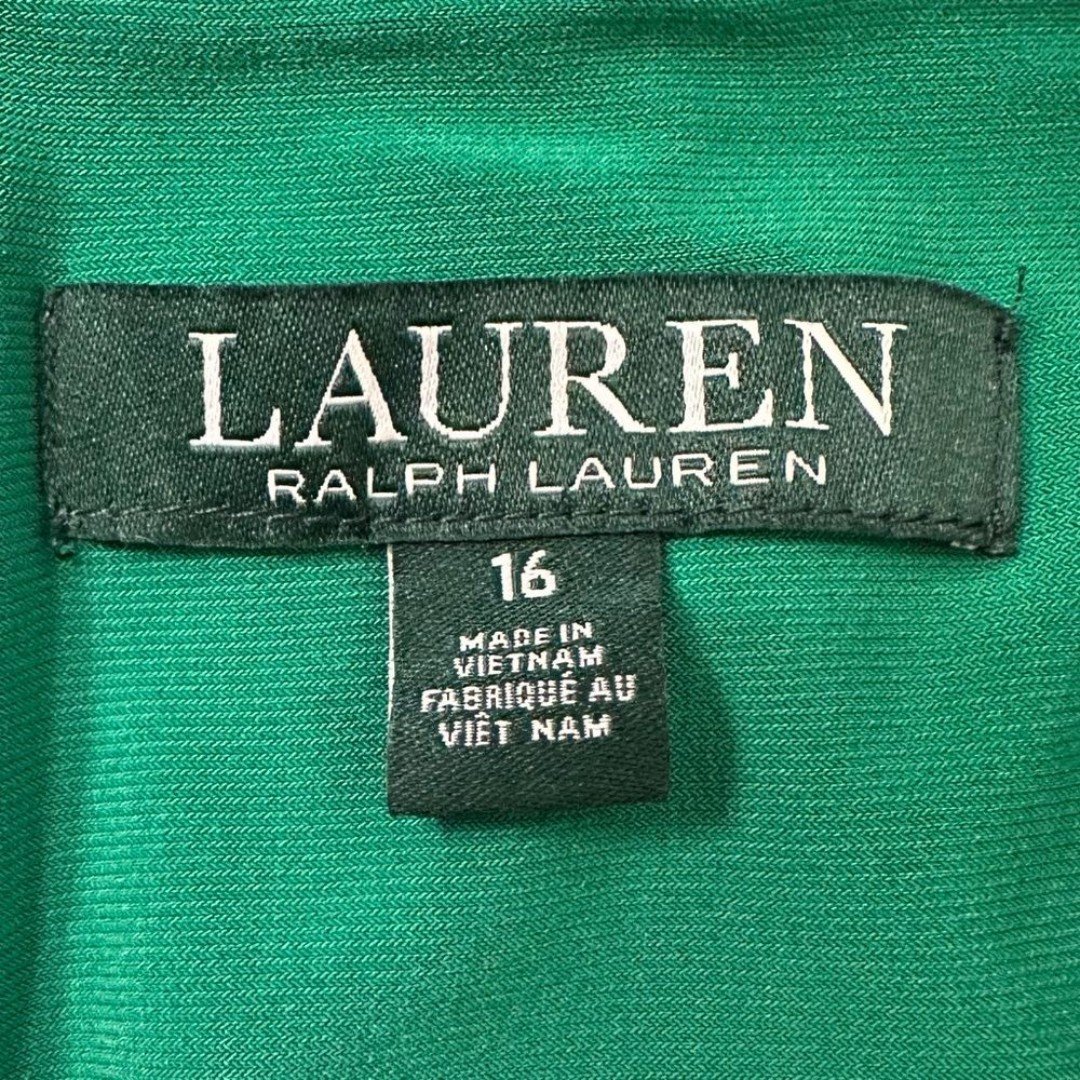 LAUREN
RALPH LAUREN
16
MADE IN
VIETNAM
FABRIQUÉ AU
VIÊT NAM